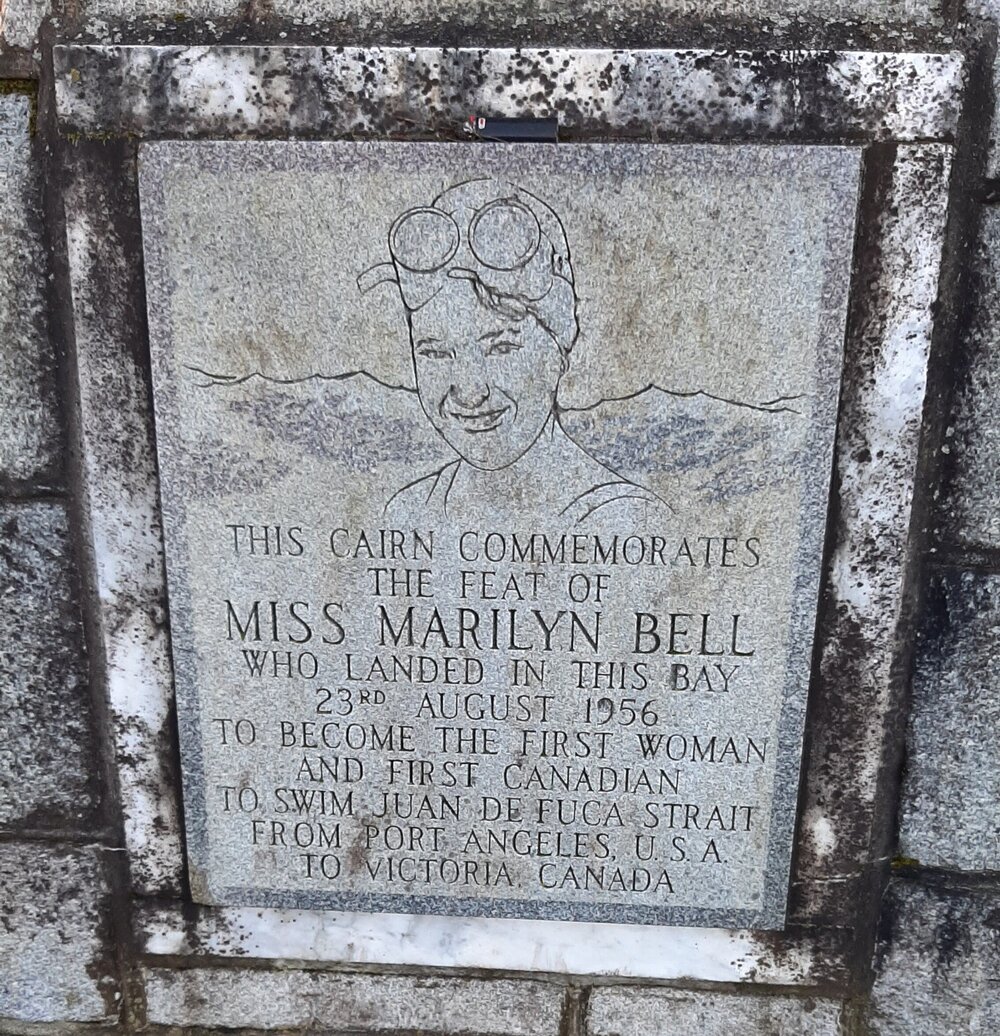 THIS CAIRN COMMEMORATES
THE FEAT OF
MISS MARILYN BELL
WHO LANDED IN THIS BAY
23RD AUGUST 1956
TO BECOME THE FIRST WOMAN
AND FIRST CANADIAN
TO SWIM JUAN DE FUCA STRAIT
FROM PORT ANGELES, U.S.A.
TO VICTORIA, CANADA